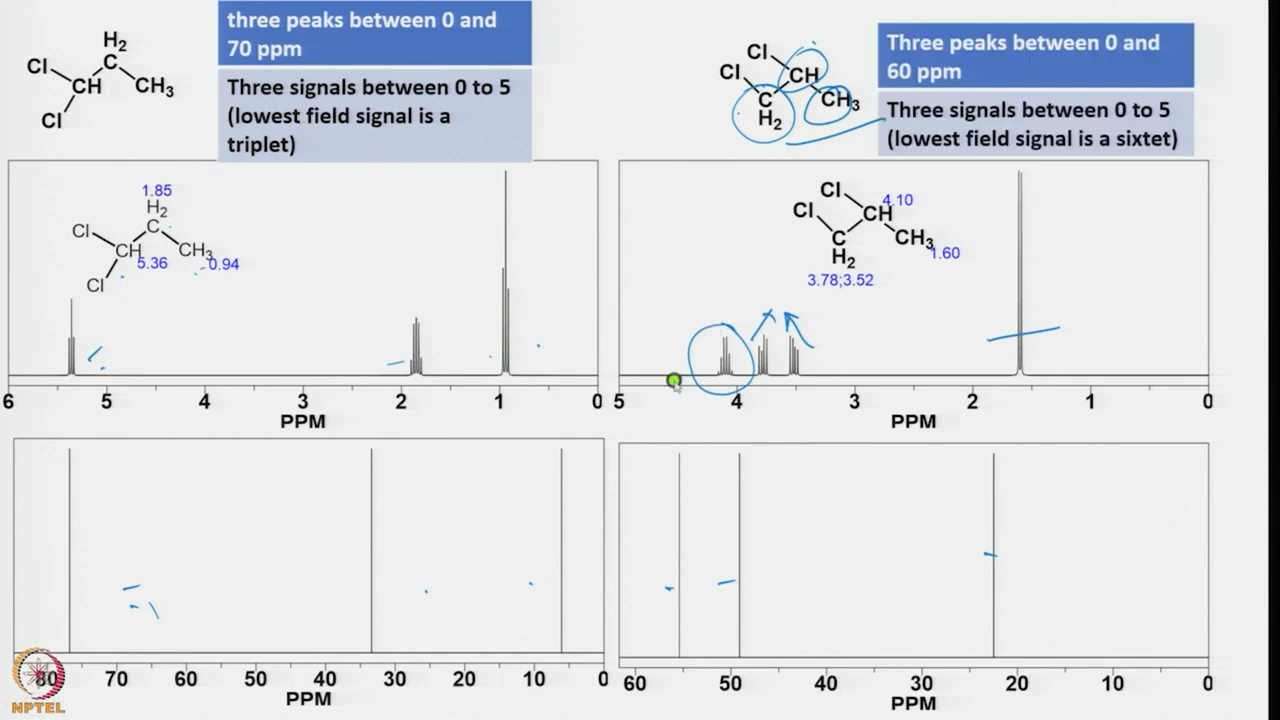 three peaks between 0 and
70 ppm
Three signals between 0 to 5
(lowest field signal is a
triplet)
H2
Cl
CH
CH3
Cl
Three peaks between 0 and
60 ppm
Three signals between 0 to 5
(lowest field signal is a sixtet)
Cl
Cl
CH
C
CH3
H2
1.85
H2
C
Cl
CH
CH3
5.36
0.94
Cl
6 5 4 3 2 1 0
PPM
Cl
4.10
Cl
CH
C
CH3
H2
1.60
3.78;3.52
5 4 3 2 1 0
PPM
80 70 60 50 40 30 20 10 0
PPM
60 50 40 30 20 10 0
PPM
NPTEL